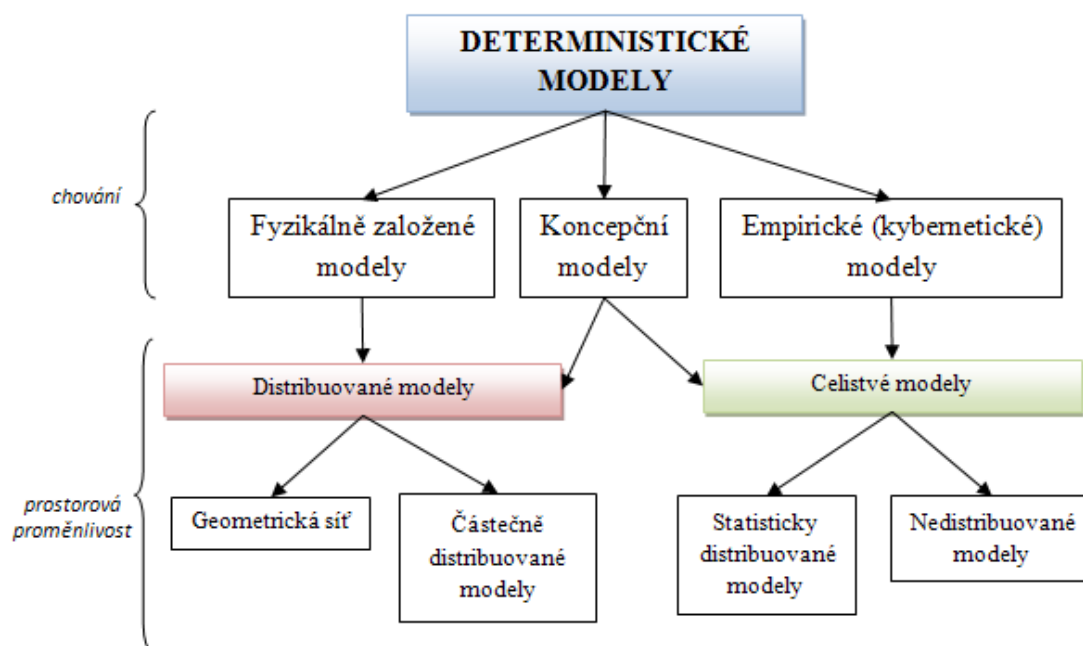 DETERMINISTICKÉ
MODELY
chování
Fyzikálně založené
modely
Koncepční
modely
Empirické (kybernetické)
modely
Distribuované modely
Celistvé modely
prostorová
proměnlivost
Geometrická síť
Částečně
distribuované
modely
Statisticky
distribuované
modely
Nedistribuované
modely